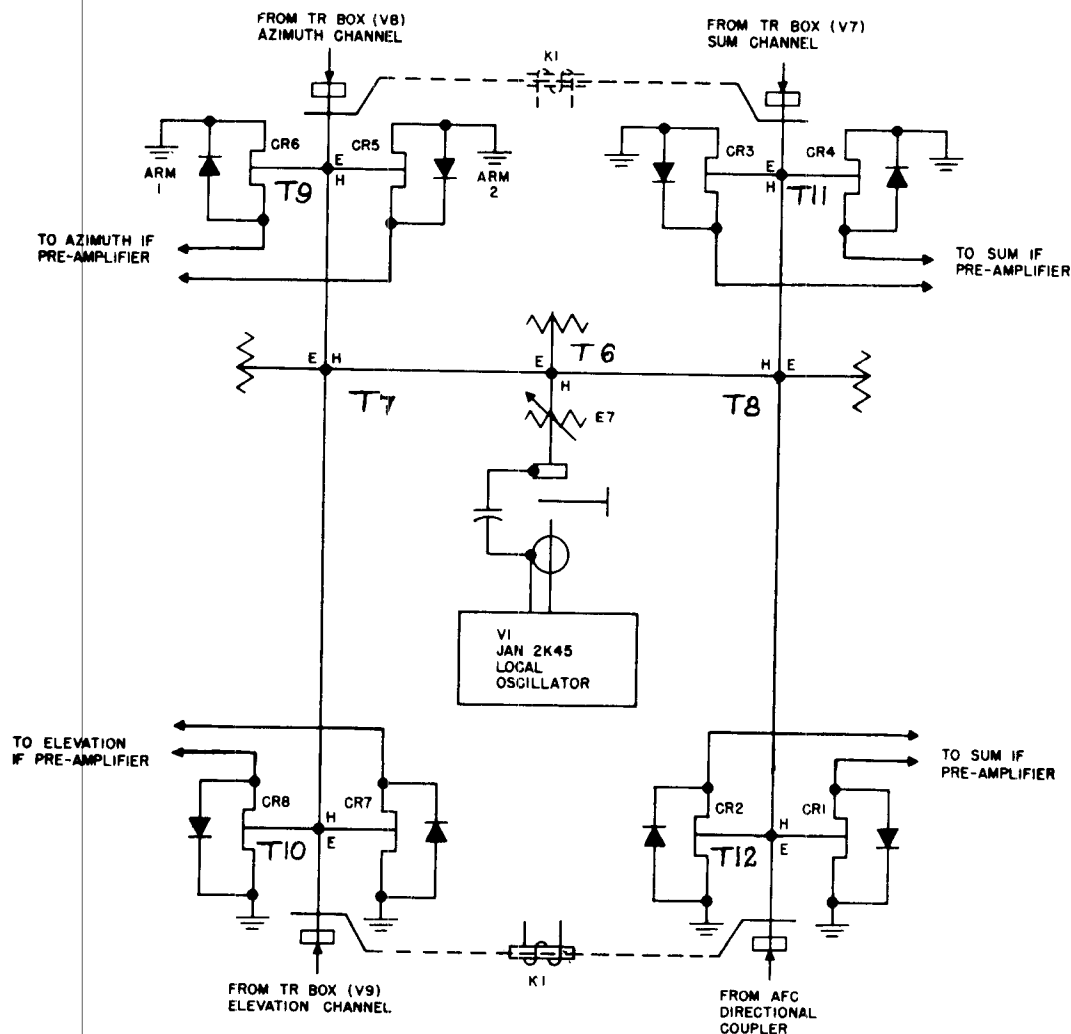 FROM TR BOX (V8)
AZIMUTH CHANNEL
FROM TR BOX (V7)
SUM CHANNEL
K1
CR6
E
CR5
H
ARM
1
T9
ARM
2
CR3
E
CR4
H
T11
TO AZIMUTH IF
PRE-AMPLIFIER
TO SUM IF
PRE-AMPLIFIER
E H
T7
E
T6
H
H E
T8
E7
V1
JAN 2K45
LOCAL
OSCILLATOR
TO ELEVATION
IF PRE-AMPLIFIER
TO SUM IF
PRE-AMPLIFIER
CR8
H
CR7
E
T10
CR2
H
CR1
E
T12
K1
FROM TR BOX (V9)
ELEVATION CHANNEL
FROM AFC
DIRECTIONAL
COUPLER